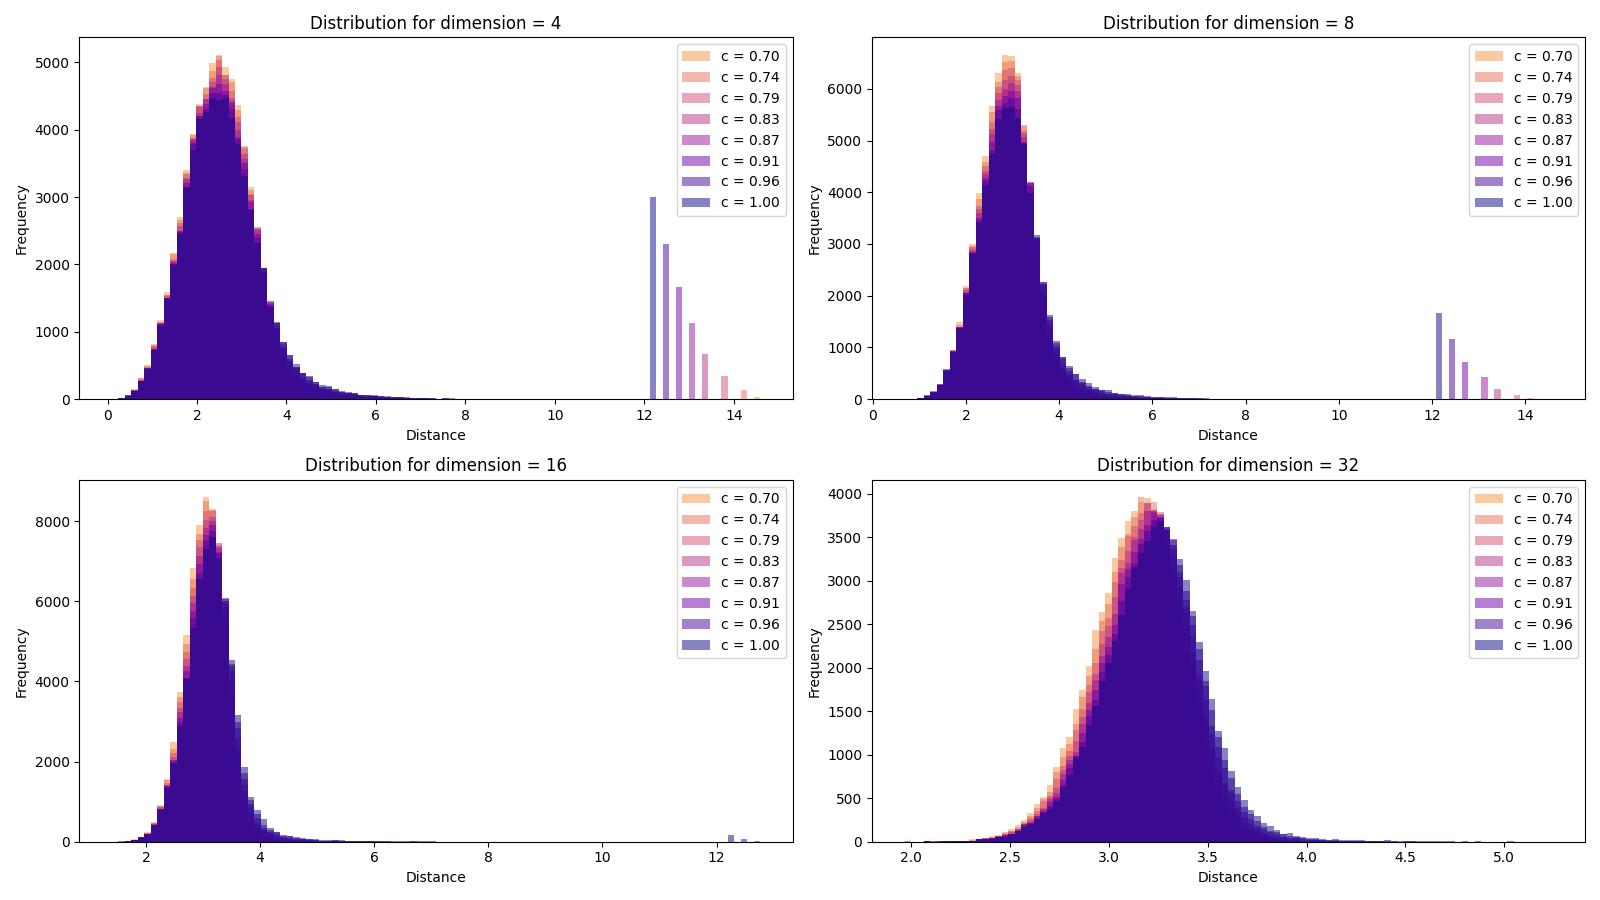 Distribution for dimension = 4
Frequency
5000
4000
3000
2000
1000
0
0 2 4 6 8 10 12 14
Distance
c = 0.70
c = 0.74
c = 0.79
c = 0.83
c = 0.87
c = 0.91
c = 0.96
c = 1.00
Distribution for dimension = 8
Frequency
6000
5000
4000
3000
2000
1000
0
0 2 4 6 8 10 12 14
Distance
c = 0.70
c = 0.74
c = 0.79
c = 0.83
c = 0.87
c = 0.91
c = 0.96
c = 1.00
Distribution for dimension = 16
Frequency
8000
6000
4000
2000
0
2 4 6 8 10 12
Distance
c = 0.70
c = 0.74
c = 0.79
c = 0.83
c = 0.87
c = 0.91
c = 0.96
c = 1.00
Distribution for dimension = 32
Frequency
4000
3500
3000
2500
2000
1500
1000
500
0
2.0 2.5 3.0 3.5 4.0 4.5 5.0
Distance
c = 0.70
c = 0.74
c = 0.79
c = 0.83
c = 0.87
c = 0.91
c = 0.96
c = 1.00